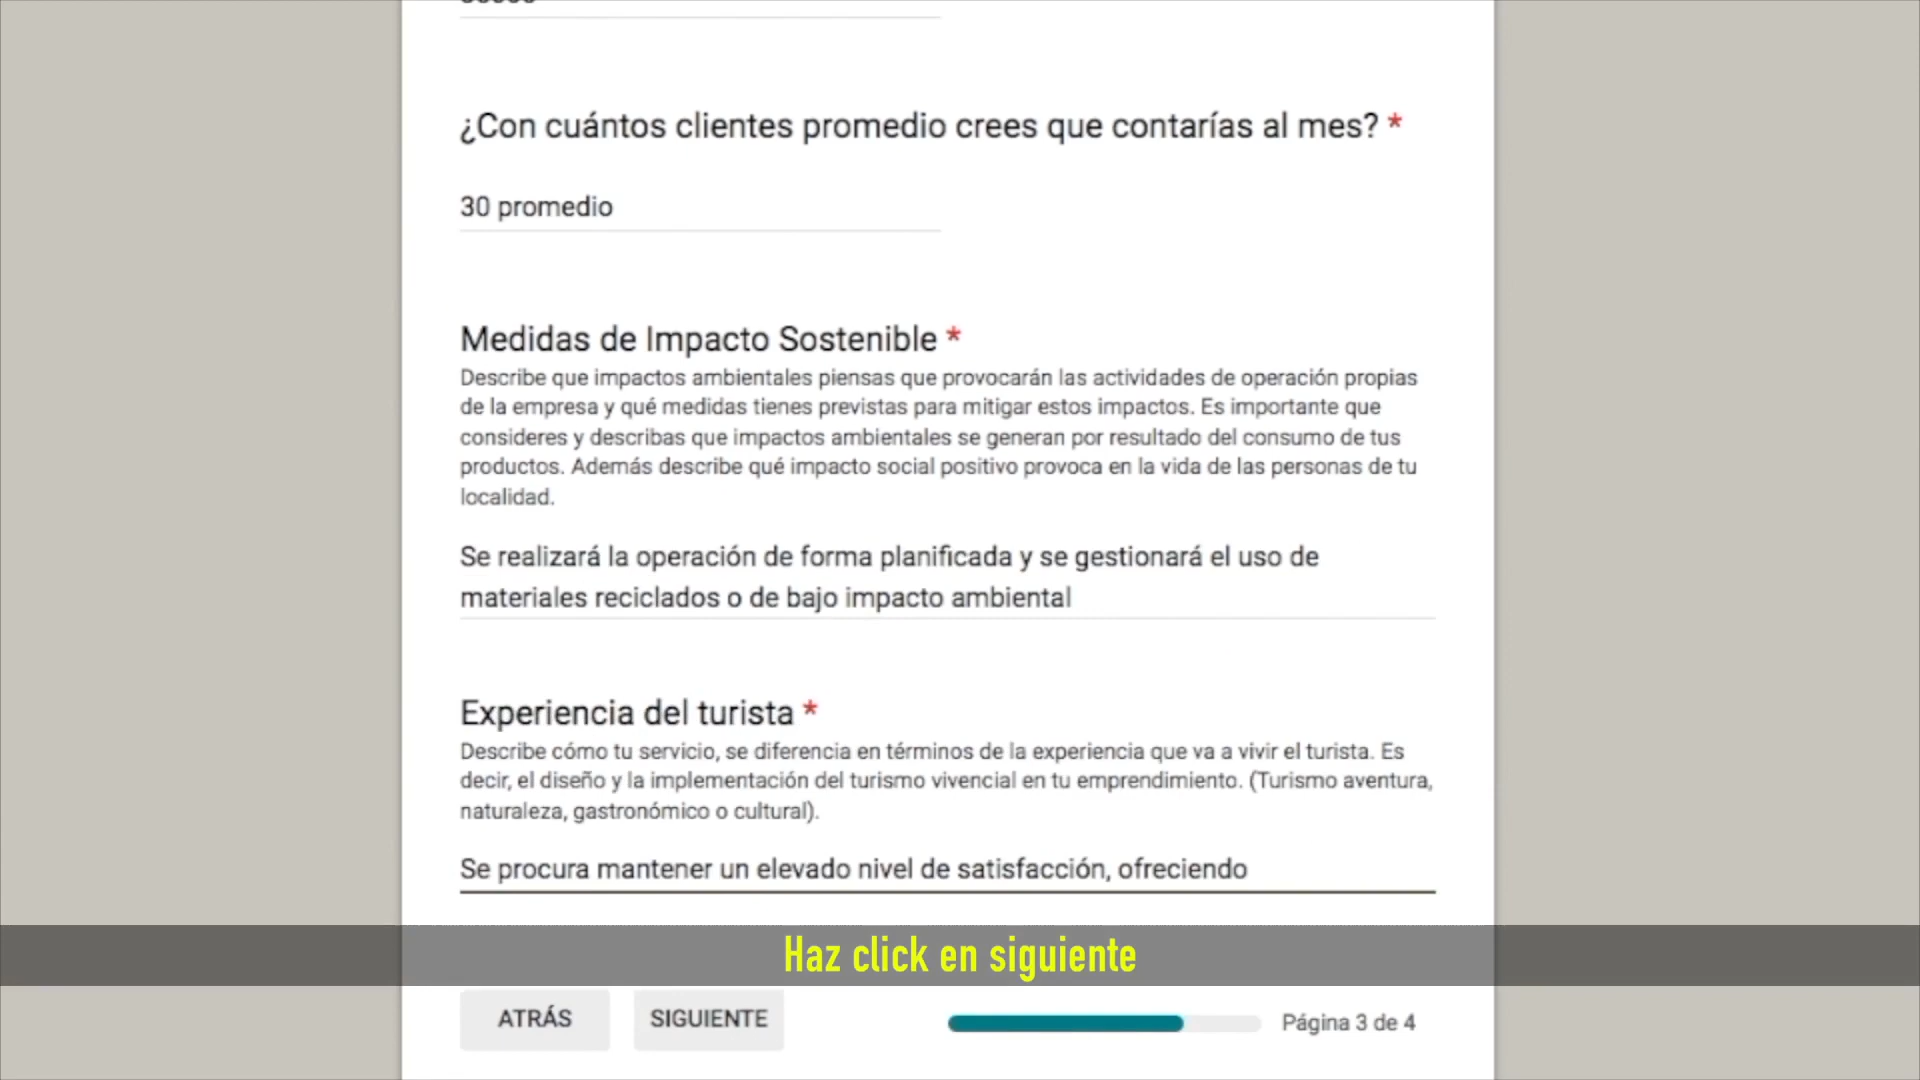 ¿Con cuántos clientes promedio crees que contarías al mes? *
30 promedio
Medidas de Impacto Sostenible *
Describe que impactos ambientales piensas que provocarán las actividades de operación propias
de la empresa y qué medidas tienes previstas para mitigar estos impactos. Es importante que
consideres y describas que impactos ambientales se generan por resultado del consumo de tus
productos. Además describe qué impacto social positivo provoca en la vida de las personas de tu
localidad.
Se realizará la operación de forma planificada y se gestionará el uso de
materiales reciclados o de bajo impacto ambiental
Experiencia del turista *
Describe cómo tu servicio, se diferencia en términos de la experiencia que va a vivir el turista. Es
decir, el diseño y la implementación del turismo vivencial en tu emprendimiento. (Turismo aventura,
naturaleza, gastronómico o cultural).
Se procura mantener un elevado nivel de satisfacción, ofreciendo
Haz click en siguiente
ATRÁS SIGUIENTE Página 3 de 4